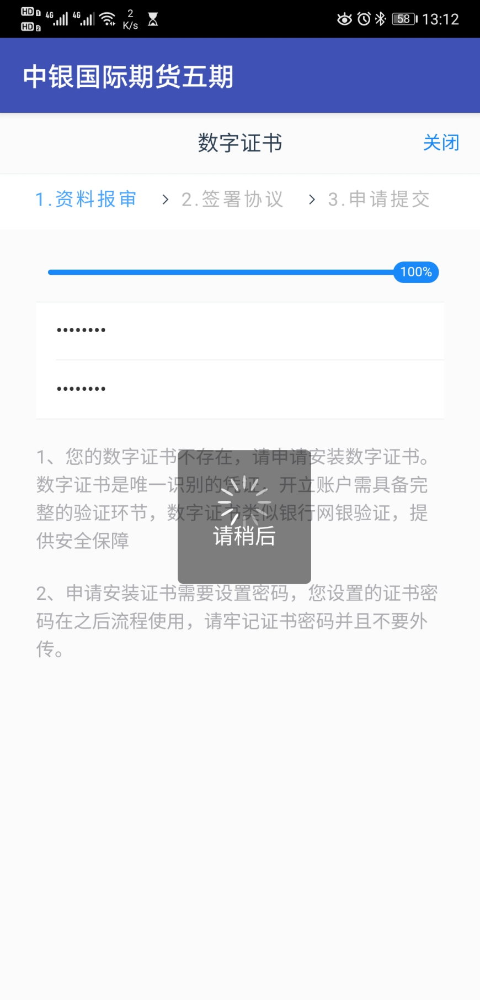 HD 1 4G 4G 2 58 13:12
HD 2 K/s
中银国际期货五期
数字证书 关闭
1.资料报审 > 2.签署协议 > 3.申请提交
100%
••••••••
••••••••
1、您的数字证书不存在，请申请安装数字证书。
数字证书是唯一识别的凭证，开立账户需具备完
整的验证环节，数字证书类似银行网银验证，提
供安全保障
请稍后
2、申请安装证书需要设置密码，您设置的证书密
码在之后流程使用，请牢记证书密码并且不要外
传。